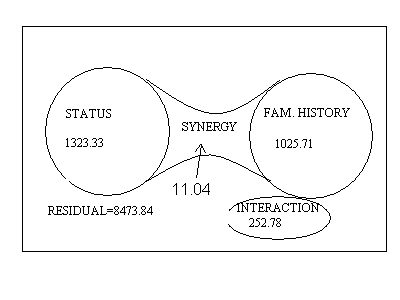 STATUS
1323.33
SYNERGY
FAM. HISTORY
1025.71
11.04
RESIDUAL=8473.84
INTERACTION
252.78